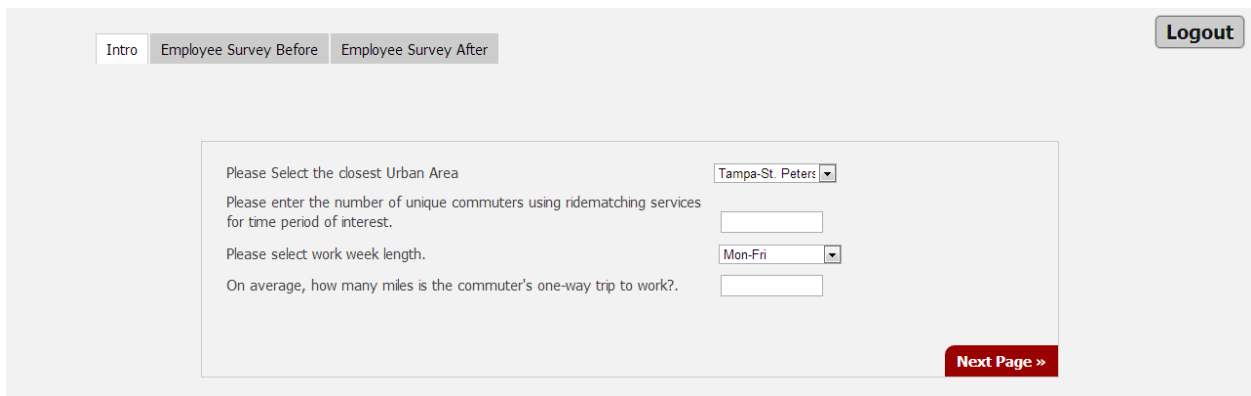 Logout
Intro
Employee Survey Before
Employee Survey After
Please Select the closest Urban Area
Tampa-St. Peters
Please enter the number of unique commuters using ridematching services
for time period of interest.
Please select work week length.
Mon-Fri
On average, how many miles is the commuter's one-way trip to work?.
Next Page »